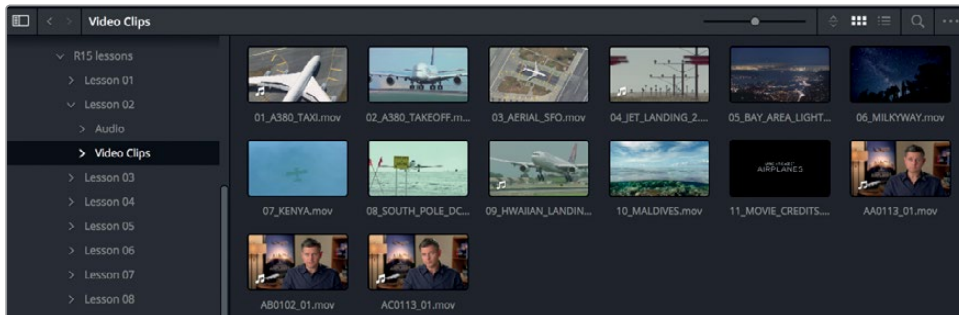 Video Clips
R15 lessons
Lesson 01
Lesson 02
Audio
Video Clips
Lesson 03
Lesson 04
Lesson 05
Lesson 06
Lesson 07
Lesson 08
01_A380_TAXI.mov
02_A380_TAKEOFF.m...
03_AERIAL_SFO.mov
04_JET_LANDING_2....
05_BAY_AREA_LIGHT...
06_MILKYWAY.mov
07_KENYA.mov
08_SOUTH_POLE_DC...
09_HWAIIAN_LANDIN...
10_MALDIVES.mov
AIRPLANES
11_MOVIE_CREDITS....
AA0113_01.mov
AB0102_01.mov
AC0113_01.mov